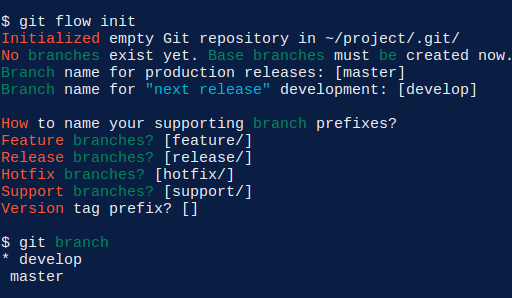 $ git flow init
Initialized empty Git repository in ~/project/.git/
No branches exist yet. Base branches must be created now.
Branch name for production releases: [master]
Branch name for "next release" development: [develop]
How to name your supporting branch prefixes?
Feature branches? [feature/]
Release branches? [release/]
Hotfix branches? [hotfix/]
Support branches? [support/]
Version tag prefix? []
$ git branch
* develop
master